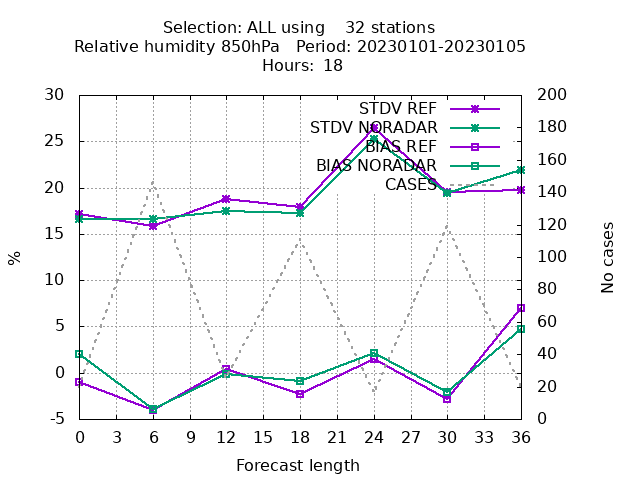 Selection: ALL using    32 stations
Relative humidity 850hPa   Period: 20230101-20230105
Hours: 18
STDV REF
STDV NORADAR
BIAS REF
BIAS NORADAR
CASES
30
25
20
15
10
5
0
-5
%
200
180
160
140
120
100
80
60
40
20
0
No cases
0 3 6 9 12 15 18 21 24 27 30 33 36
Forecast length